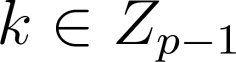 k ∈ Z_{p−1}